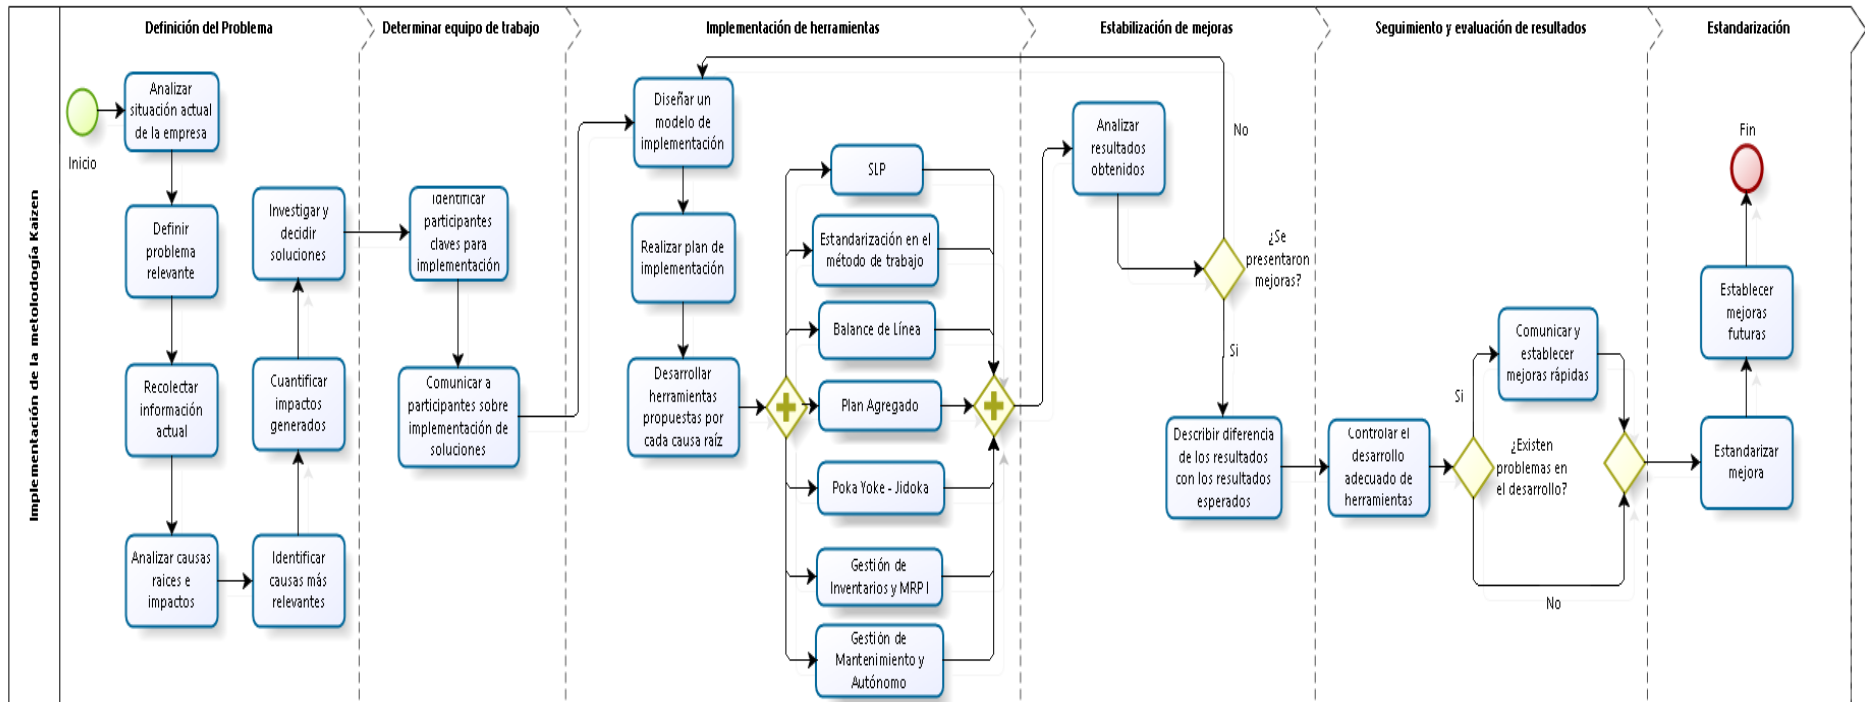 Implementación de la metolodogía Kaizen
Definición del Problema
Determinar equipo de trabajo
Implementación de herramientas
Estabilización de mejoras
Seguimiento y evaluación de resultados
Estandarización
Inicio
Analizar
situación actual
de la empresa
Definir
problema
relevante
Recolectar
información
actual
Analizar causas
raices e
impactos
Identificar
causas más
relevantes
Cuantificar
impactos
generados
Investigar y
decidir
soluciones
Identificar
participantes
claves para
implementación
Comunicar a
participantes sobre
implementación de
soluciones
Diseñar un
modelo de
implementación
Realizar plan de
implementación
Desarrollar
herramientas
propuestas por
cada causa raíz
SLP
Estandarización en el
método de trabajo
Balance de Línea
Plan Agregado
Poka Yoke - Jidoka
Gestión de
Inventarios y MRP I
Gestión de
Mantenimiento y
Autónomo
Analizar
resultados
obtenidos
No
¿Se
presentaron
mejoras?
Si
Describir diferencia
de los resultados
con los resultados
esperados
Controlar el
desarrollo
adecuado de
herramientas
Si
¿Existen
problemas en
el desarrollo?
No
Comunicar y
establecer
mejoras rápidas
Estandarizar
mejora
Establecer
mejoras
futuras
Fin